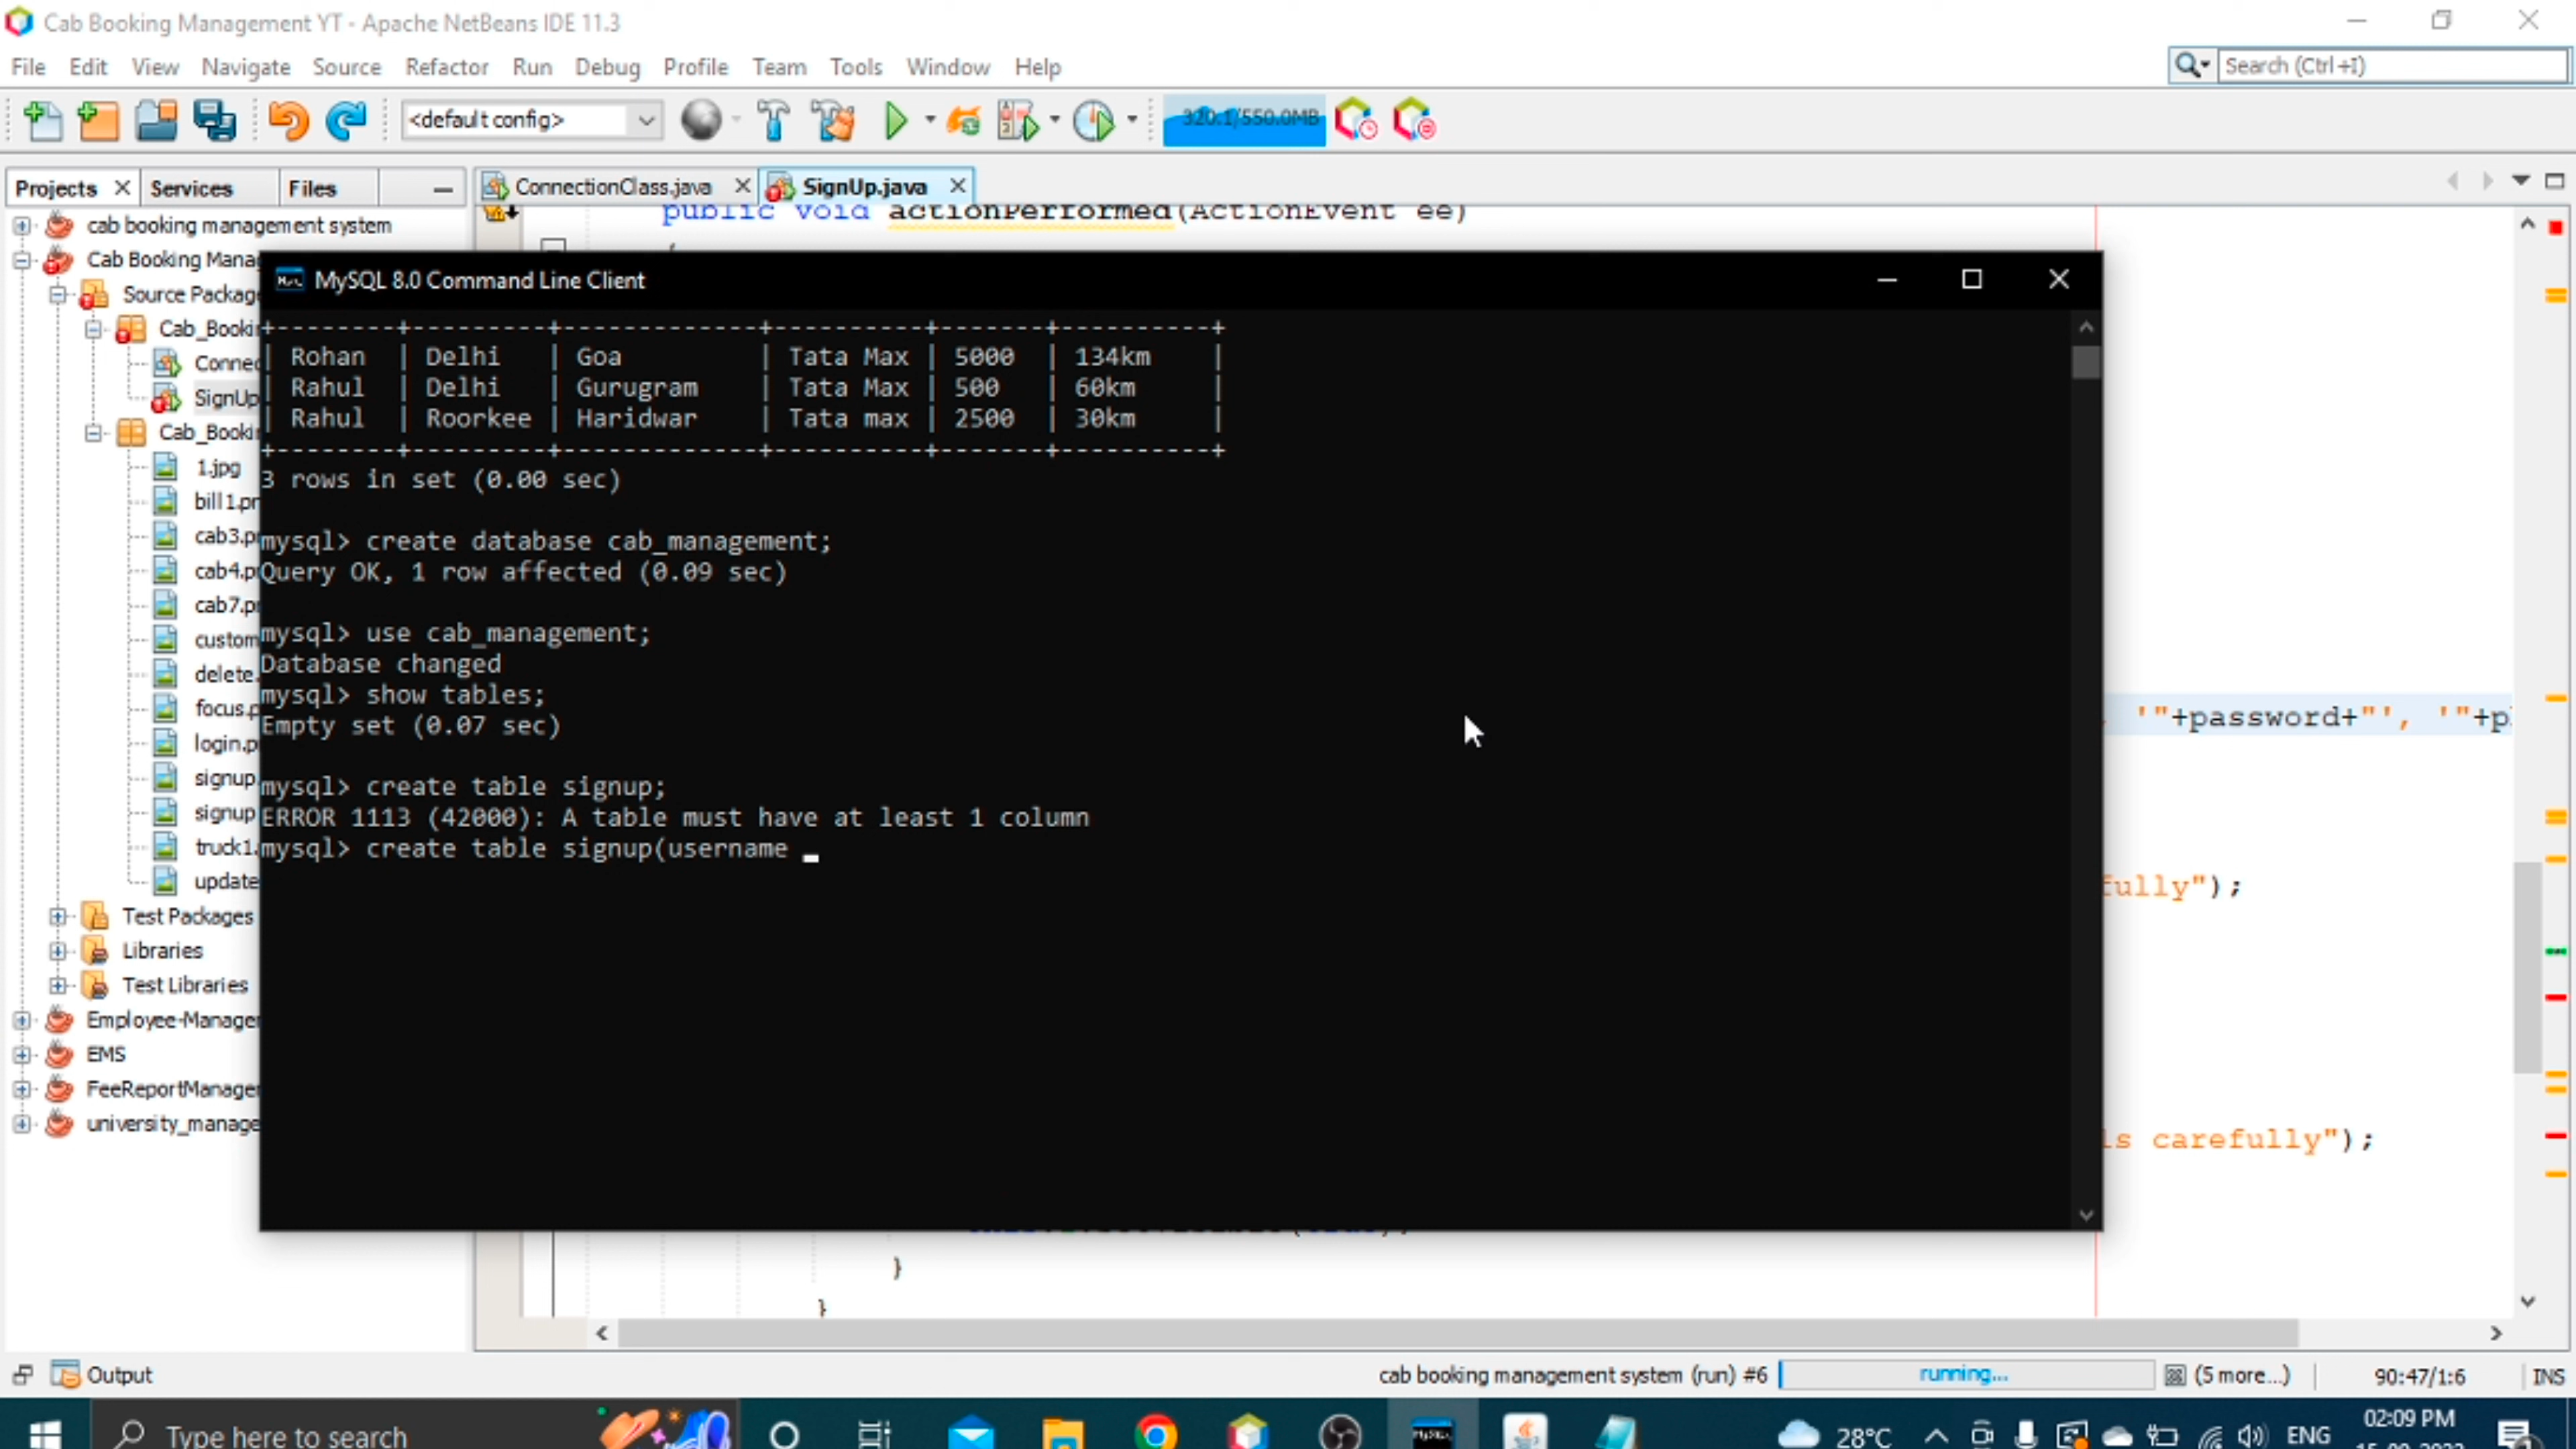 Cab Booking Management YT - Apache NetBeans IDE 11.3
File Edit View Navigate Source Refactor Run Debug Profile Team Tools Window Help
Search (Ctrl+I)
<default config>
320.1/550.0MB
Projects Services Files
ConnectionClass.java SignUp.java
public void actionPerformed(ActionEvent ee)
{
cab booking management system
Cab Booking Mana
Source Packag
Cab_Booki
Connec
SignUp
Cab_Booki
1.jpg
bill1.pr
cab3.p
cab4.p
cab7.p
custom
delete.
focus.p
login.p
signup
signup
truck1.
update
Test Packages
Libraries
Test Libraries
Employee-Manager
EMS
FeeReportManager
university_manage
MySQL 8.0 Command Line Client
+--------+---------+-------------+----------+-------+----------+
| Rohan | Delhi | Goa | Tata Max | 5000 | 134km |
| Rahul | Delhi | Gurugram | Tata Max | 500 | 60km |
| Rahul | Roorkee | Haridwar | Tata max | 2500 | 30km |
+--------+---------+-------------+----------+-------+----------+
3 rows in set (0.00 sec)
mysql> create database cab_management;
Query OK, 1 row affected (0.09 sec)
mysql> use cab_management;
Database changed
mysql> show tables;
Empty set (0.07 sec)
mysql> create table signup;
ERROR 1113 (42000): A table must have at least 1 column
mysql> create table signup(username _
'"+password+"', '"+p
fully");
ls carefully");
}
}
Output
cab booking management system (run) #6
running...
(5 more...)
90:47/1:6
INS
Type here to search
28°C
ENG
02:09 PM